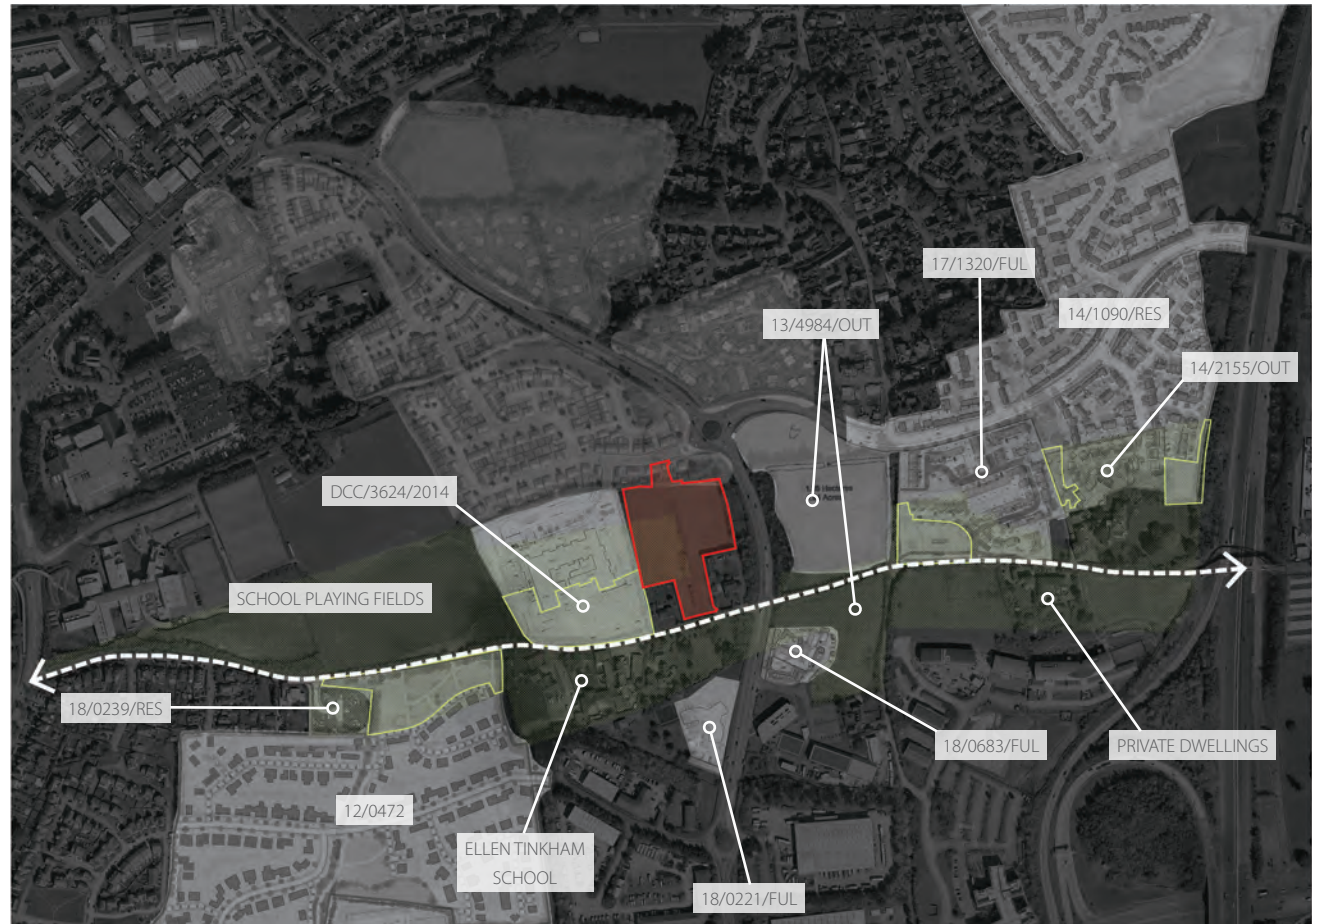 17/1320/FUL
14/1090/RES
13/4984/OUT
14/2155/OUT
DCC/3624/2014
SCHOOL PLAYING FIELDS
18/0239/RES
18/0683/FUL
PRIVATE DWELLINGS
12/0472
ELLEN TINKHAM
SCHOOL
18/0221/FUL